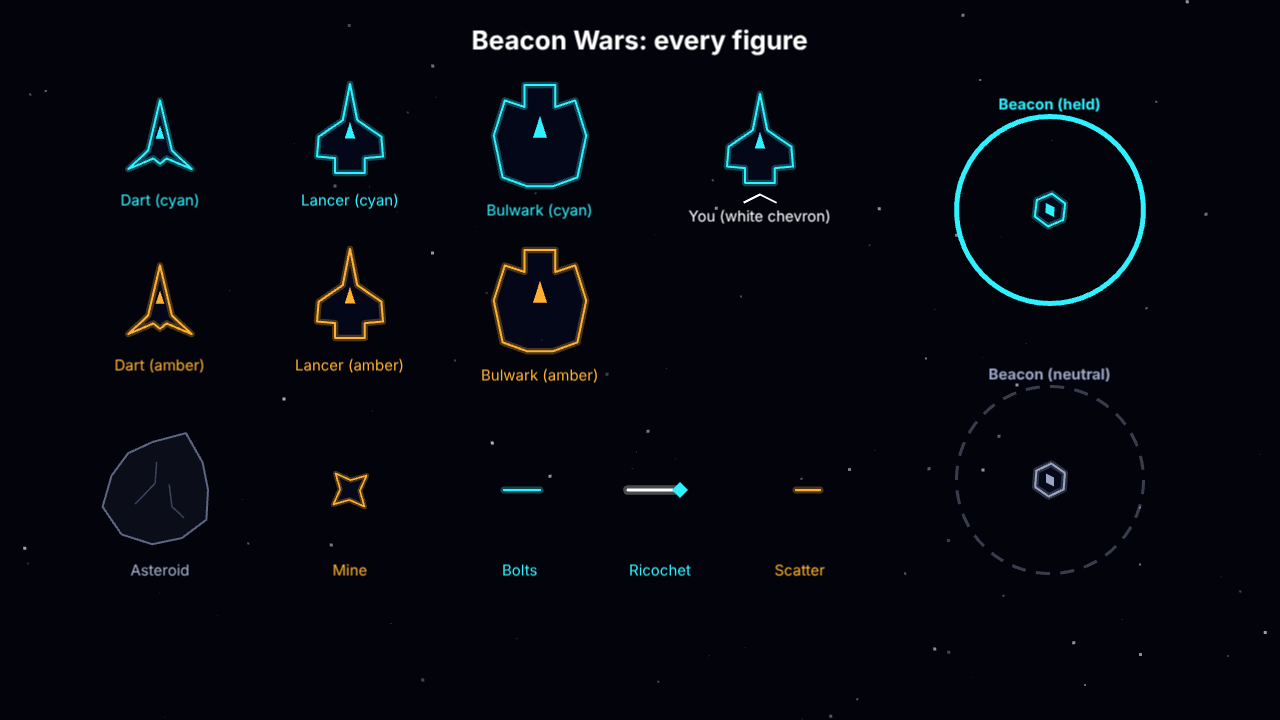 Beacon Wars: every figure
Dart (cyan)
Lancer (cyan)
Bulwark (cyan)
You (white chevron)
Beacon (held)
Dart (amber)
Lancer (amber)
Bulwark (amber)
Beacon (neutral)
Asteroid
Mine
Bolts
Ricochet
Scatter